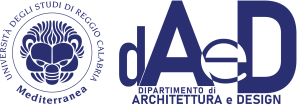 UNIVERSITÀ DEGLI STUDI DI REGGIO CALABRIA
Mediterranea
dAeD
DIPARTIMENTO di
ARCHITETTURA e DESIGN